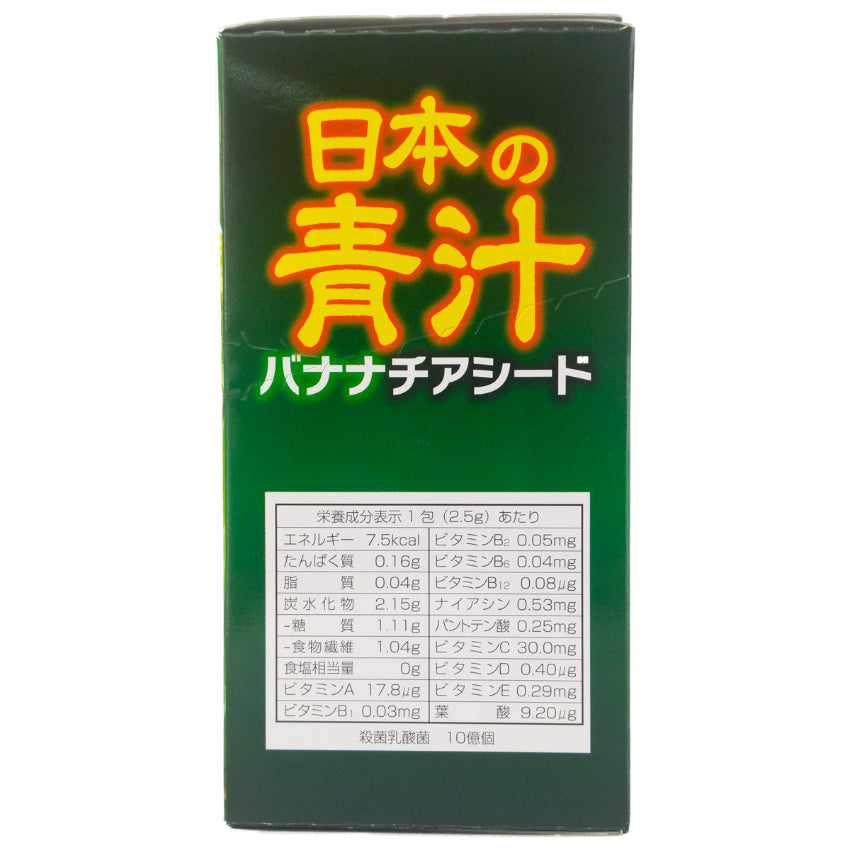 日本の
青汁
バナナチアシード
栄養成分表示1包(2.5g)あたり
エネルギー 7.5kcal ビタミンB2 0.05mg
たんぱく質 0.16g ビタミンB6 0.04mg
脂質 0.04g ビタミンB12 0.08μg
炭水化物 2.15g ナイアシン 0.53mg
-糖質 1.11g パントテン酸 0.25mg
-食物繊維 1.04g ビタミンC 30.0mg
食塩相当量 0g ビタミンD 0.40μg
ビタミンA 17.8μg ビタミンE 0.29mg
ビタミンB1 0.03mg 葉酸 9.20μg
殺菌乳酸菌 10億個